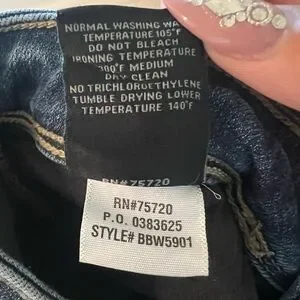 NORMAL WASHING WA
TEMPERATURE 105°F
DO NOT BLEACH
IRONING TEMPERATURE
300°F MEDIUM
DRY CLEAN
NO TRICHLOROETHYLENE
TUMBLE DRYING LOWER
TEMPERATURE 140°F
RN#75720
RN#75720
P.O. 0383625
STYLE# BBW5901